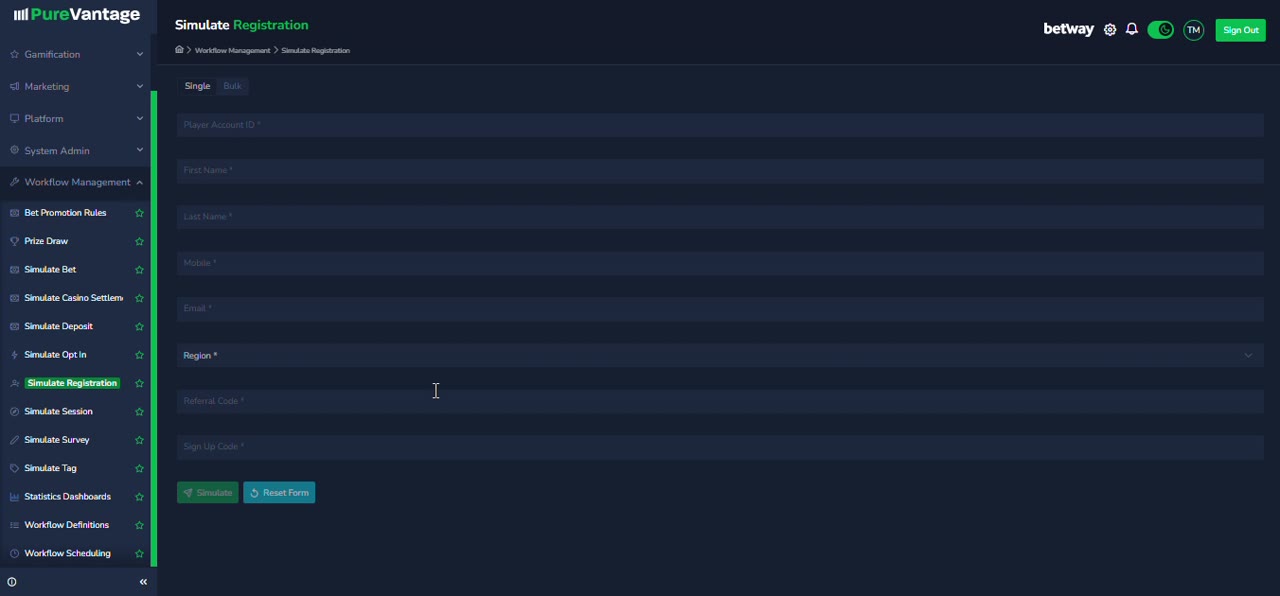 PureVantage
Gamification
Marketing
Platform
System Admin
Workflow Management
Bet Promotion Rules
Prize Draw
Simulate Bet
Simulate Casino Settlem
Simulate Deposit
Simulate Opt In
Simulate Registration
Simulate Session
Simulate Survey
Simulate Tag
Statistics Dashboards
Workflow Definitions
Workflow Scheduling
Simulate Registration
Workflow Management > Simulate Registration
betway
TM
Sign Out
Single Bulk
Player Account ID *
First Name *
Last Name *
Mobile *
Email *
Region *
Referral Code *
Sign Up Code *
Simulate Reset Form